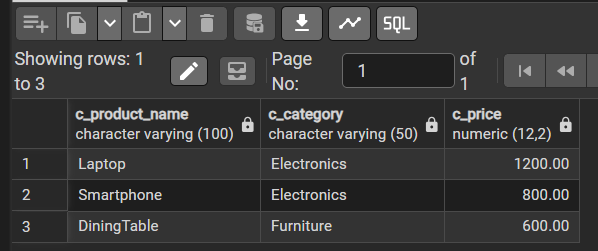 SQL
Showing rows: 1 to 3
Page No:
1
of 1
c_product_name
character varying (100)
c_category
character varying (50)
c_price
numeric (12,2)
1 Laptop Electronics 1200.00
2 Smartphone Electronics 800.00
3 DiningTable Furniture 600.00